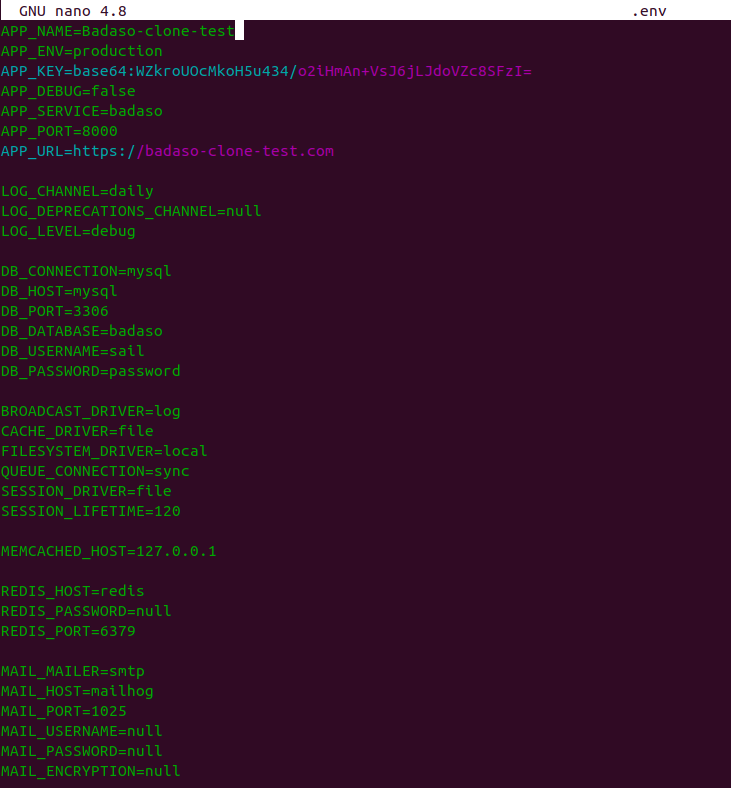 GNU nano 4.8 .env
APP_NAME=Badaso-clone-test
APP_ENV=production
APP_KEY=base64:WZkroUOcMkoH5u434/o2iHmAn+VsJ6jLJdoVZc8SFzI=
APP_DEBUG=false
APP_SERVICE=badaso
APP_PORT=8000
APP_URL=https://badaso-clone-test.com
LOG_CHANNEL=daily
LOG_DEPRECATIONS_CHANNEL=null
LOG_LEVEL=debug
DB_CONNECTION=mysql
DB_HOST=mysql
DB_PORT=3306
DB_DATABASE=badaso
DB_USERNAME=sail
DB_PASSWORD=password
BROADCAST_DRIVER=log
CACHE_DRIVER=file
FILESYSTEM_DRIVER=local
QUEUE_CONNECTION=sync
SESSION_DRIVER=file
SESSION_LIFETIME=120
MEMCACHED_HOST=127.0.0.1
REDIS_HOST=redis
REDIS_PASSWORD=null
REDIS_PORT=6379
MAIL_MAILER=smtp
MAIL_HOST=mailhog
MAIL_PORT=1025
MAIL_USERNAME=null
MAIL_PASSWORD=null
MAIL_ENCRYPTION=null